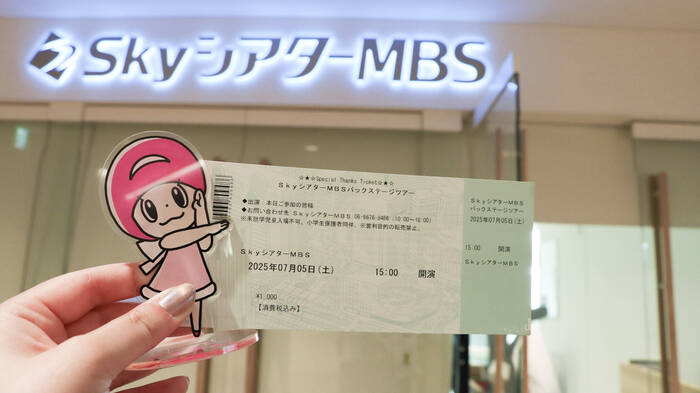 SkyシアターMBS
☆★☆Special Thanks Ticket☆★☆
SkyシアターMBSバックステージツアー
◆出演 本日ご参加の皆様
◆お問い合わせ先:SkyシアターMBS 06-6676-8466 (10:00~18:00)
※未就学児童入場不可、小学生保護者同伴、※営利目的の転売禁止。
SkyシアターMBS
2025年07月05日(土) 15:00 開演
¥1,000
【消費税込み】
SkyシアターMBS
バックステージツアー
2025年07月05日(土)
15:00 開演
SkyシアターMBS